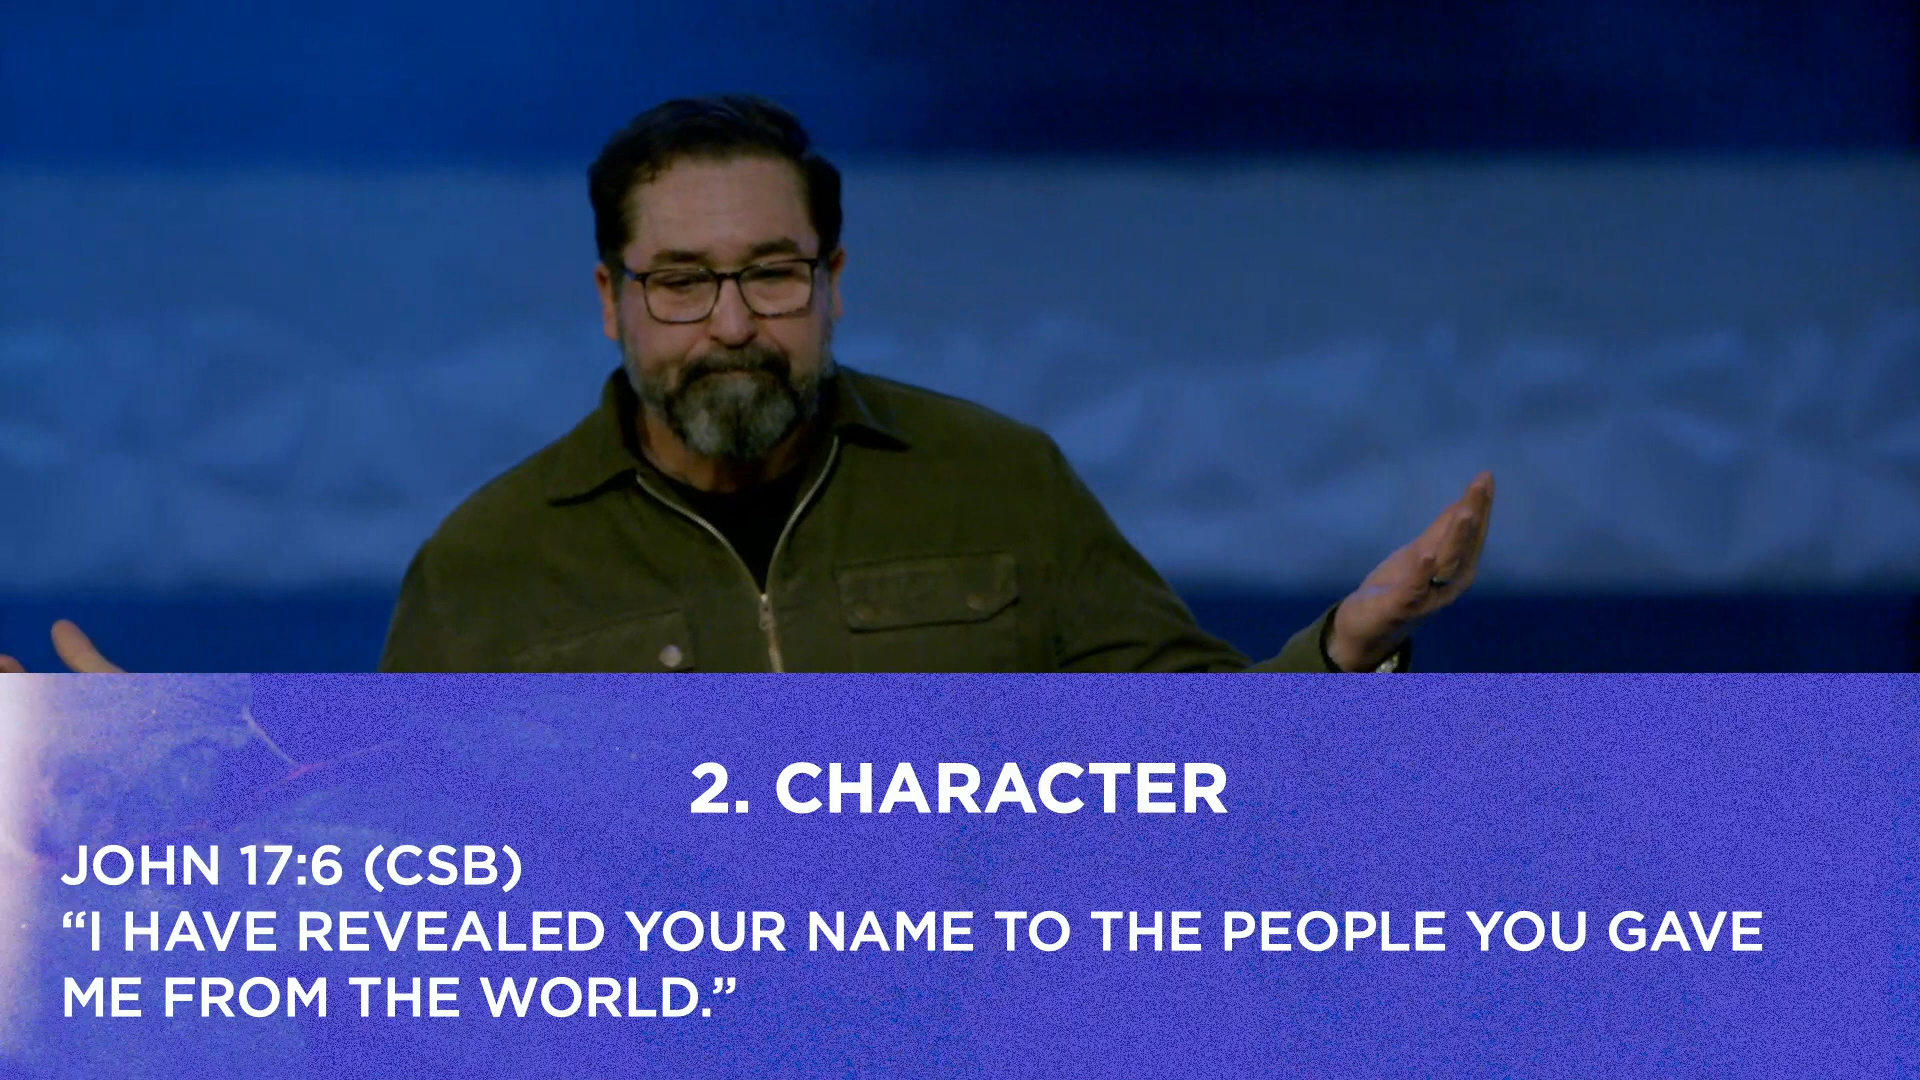 2. CHARACTER
JOHN 17:6 (CSB)
“I HAVE REVEALED YOUR NAME TO THE PEOPLE YOU GAVE
ME FROM THE WORLD.”